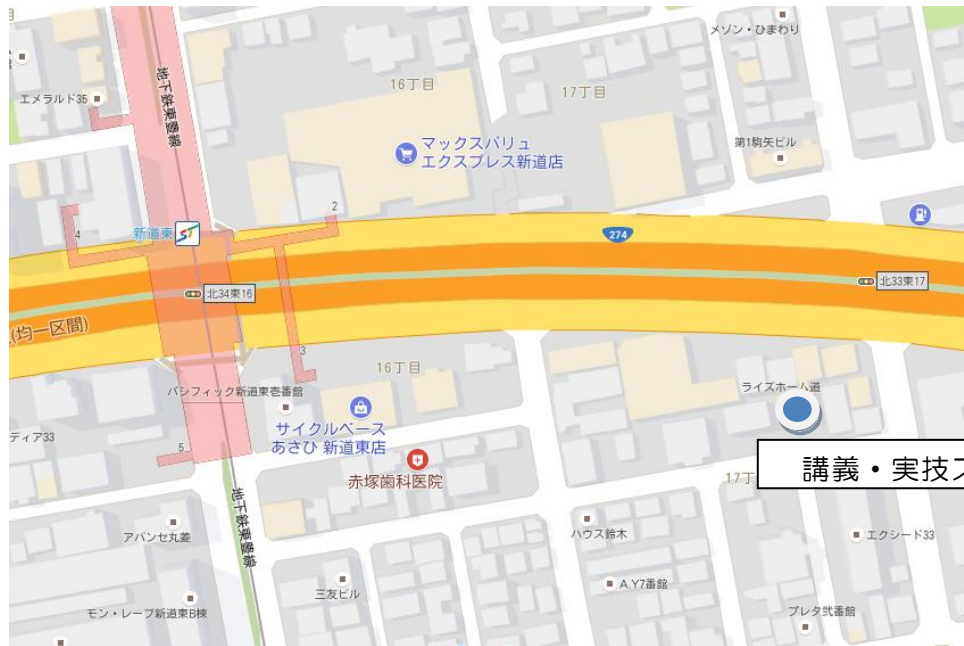 メゾン・ひまわり
エメラルド35
地下鉄東豊線
16丁目
17丁目
マックスバリュ
エクスプレス新道店
第1駒矢ビル
2
4
新道東
ST
274
北34東16
北33東17
(均一区間)
3
16丁目
パシフィック新道東壱番館
サイクルベース
あさひ 新道東店
ライズホーム道
ディア33
5
赤塚歯科医院
講義・実技ス
17丁
地下鉄東豊線
アバンセ丸菱
ハウス鈴木
エクシード33
三友ビル
A.Y7番館
モン・レーブ新道東B棟
プレタ弐番館